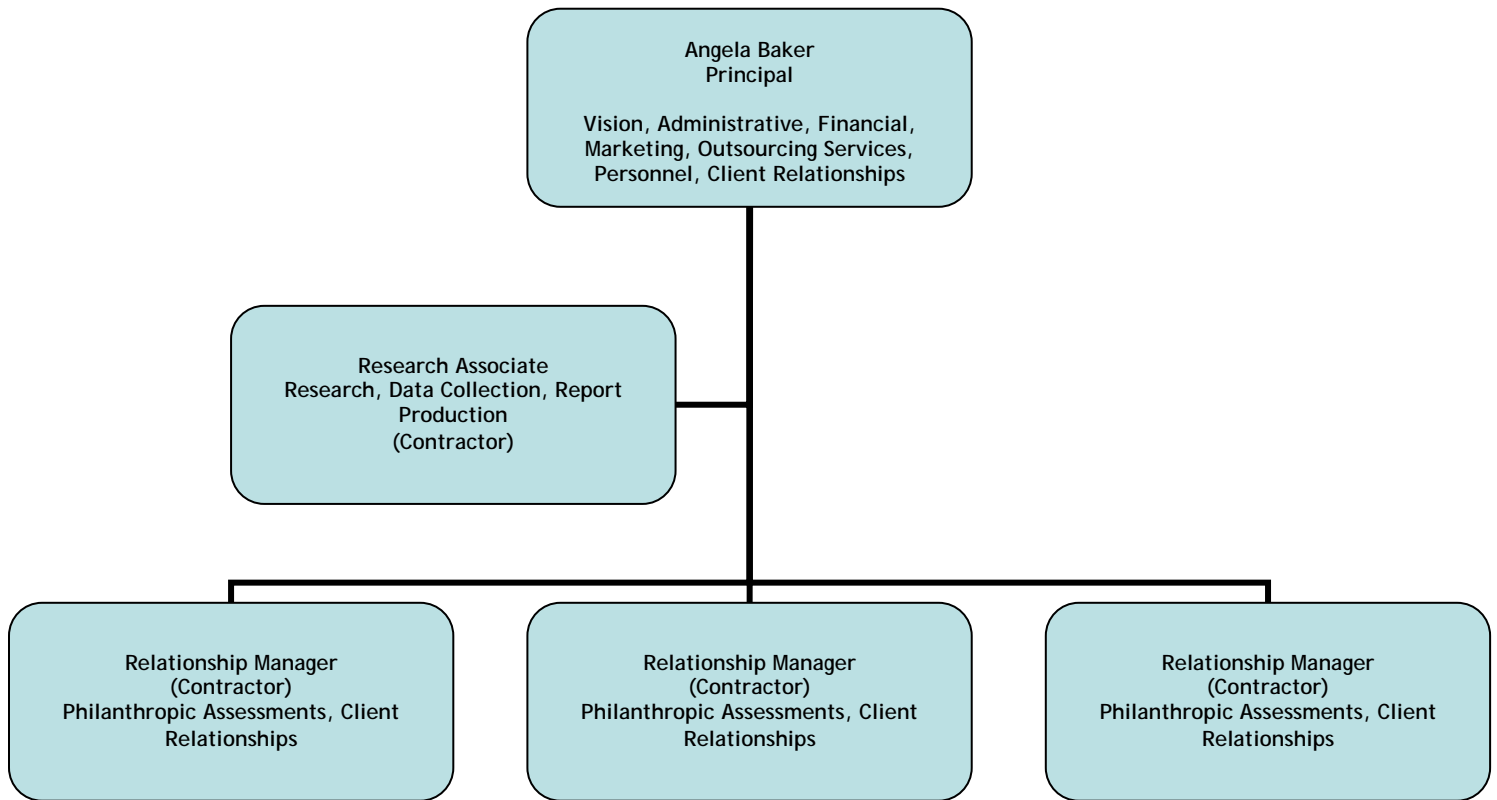 Angela Baker
Principal
Vision, Administrative, Financial,
Marketing, Outsourcing Services,
Personnel, Client Relationships
Research Associate
Research, Data Collection, Report
Production
(Contractor)
Relationship Manager
(Contractor)
Philanthropic Assessments, Client
Relationships
Relationship Manager
(Contractor)
Philanthropic Assessments, Client
Relationships
Relationship Manager
(Contractor)
Philanthropic Assessments, Client
Relationships